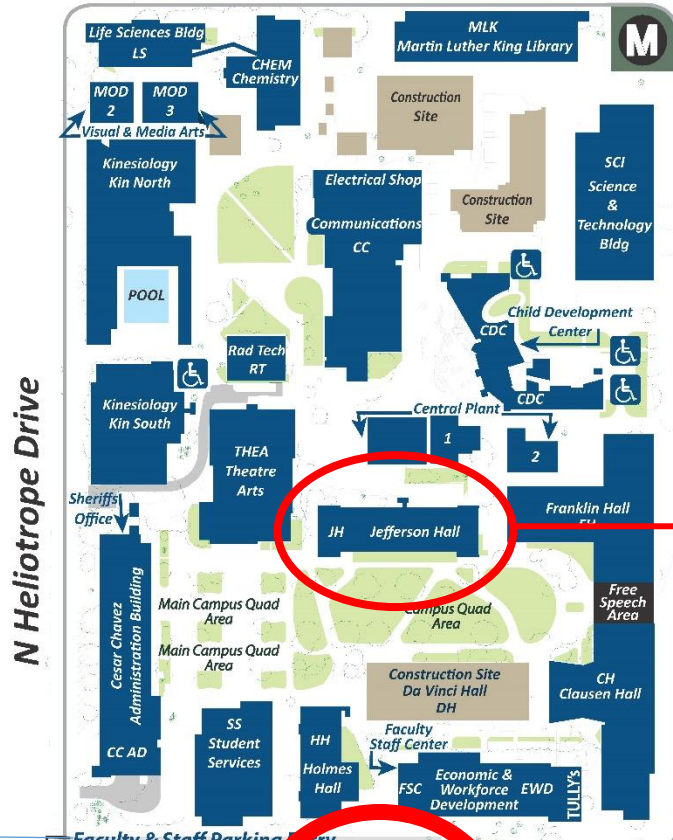 Life Sciences Bldg
LS
CHEM
Chemistry
MLK
Martin Luther King Library
M
MOD
2
MOD
3
Visual & Media Arts
Construction
Site
Kinesiology
Kin North
Electrical Shop
Communications
CC
Construction
Site
SCI
Science
&
Technology
Bldg
POOL
CDC
Child Development
Center
Rad Tech
RT
CDC
Kinesiology
Kin South
Central Plant
1
2
THEA
Theatre
Arts
Sheriffs
Office
JH Jefferson Hall
Franklin Hall
N Heliotrope Drive
Free
Speech
Area
Main Campus Quad
Area
Campus Quad
Area
Main Campus Quad
Area
Cesar Chavez
Administration Building
CC AD
Construction Site
Da Vinci Hall
DH
CH
Clausen Hall
SS
Student
Services
HH
Holmes
Hall
Faculty
Staff Center
FSC
Economic &
Workforce
Development
EWD
TULLY's
Faculty & Staff Parking Entry